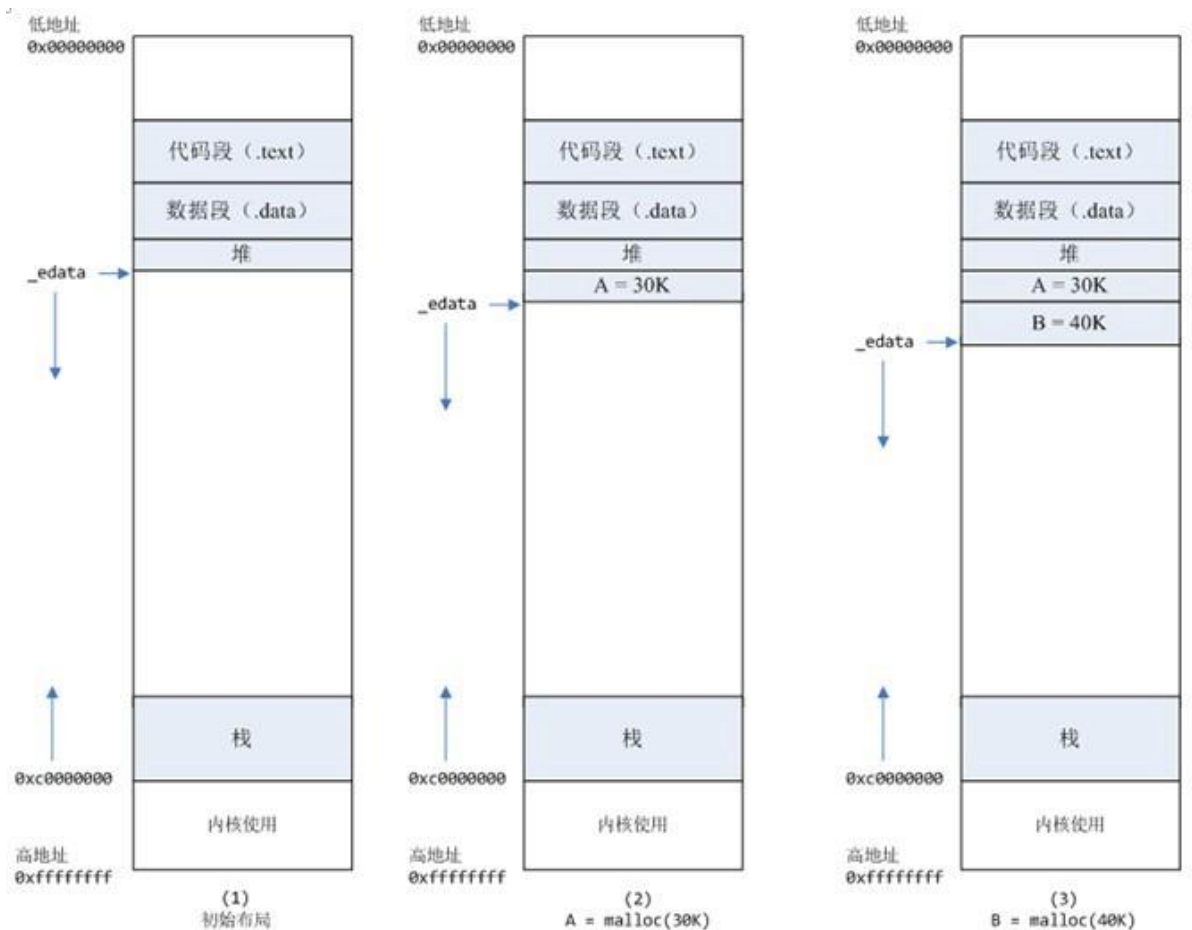 低地址
0x00000000
代码段（.text）
数据段（.data）
堆
_edata
栈
0xc0000000
内核使用
高地址
0xffffffff
(1)
初始布局
低地址
0x00000000
代码段（.text）
数据段（.data）
堆
A = 30K
_edata
栈
0xc0000000
内核使用
高地址
0xffffffff
(2)
A = malloc(30K)
低地址
0x00000000
代码段（.text）
数据段（.data）
堆
A = 30K
B = 40K
_edata
栈
0xc0000000
内核使用
高地址
0xffffffff
(3)
B = malloc(40K)